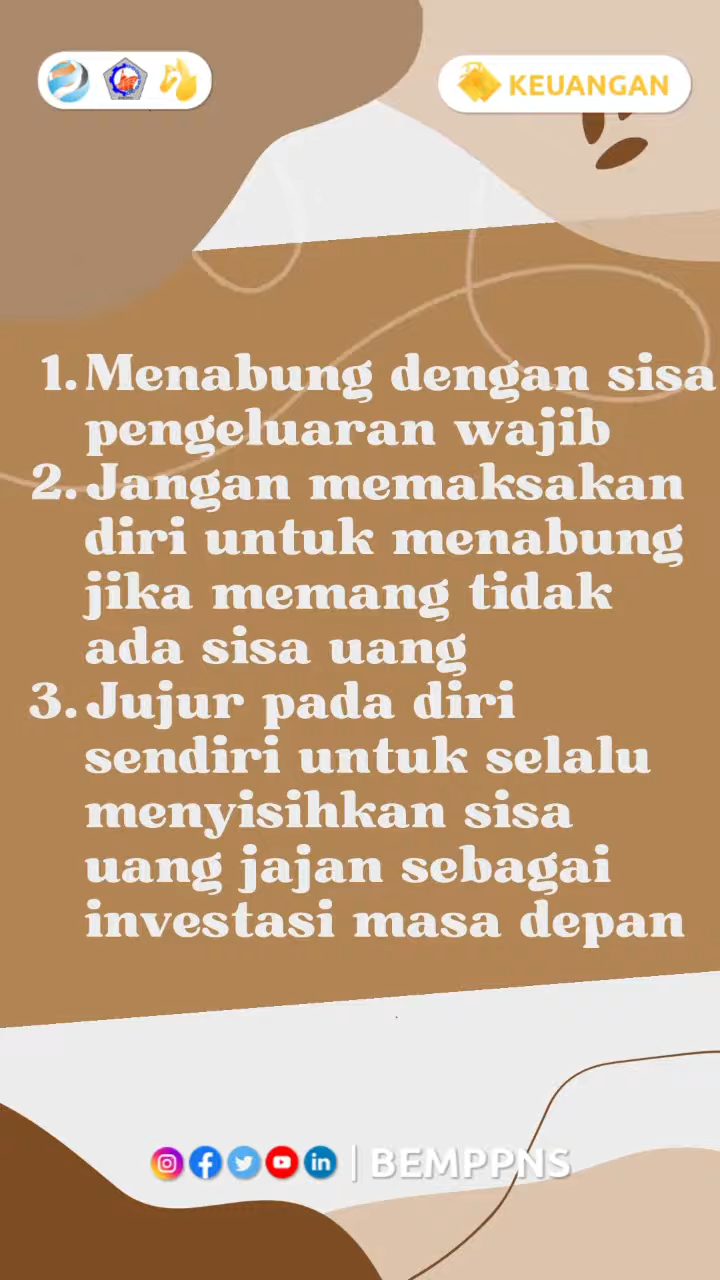 KEUANGAN
1. Menabung dengan sisa
pengeluaran wajib
2. Jangan memaksakan
diri untuk menabung
jika memang tidak
ada sisa uang
3. Jujur pada diri
sendiri untuk selalu
menyisihkan sisa
uang jajan sebagai
investasi masa depan
| BEMPPNS